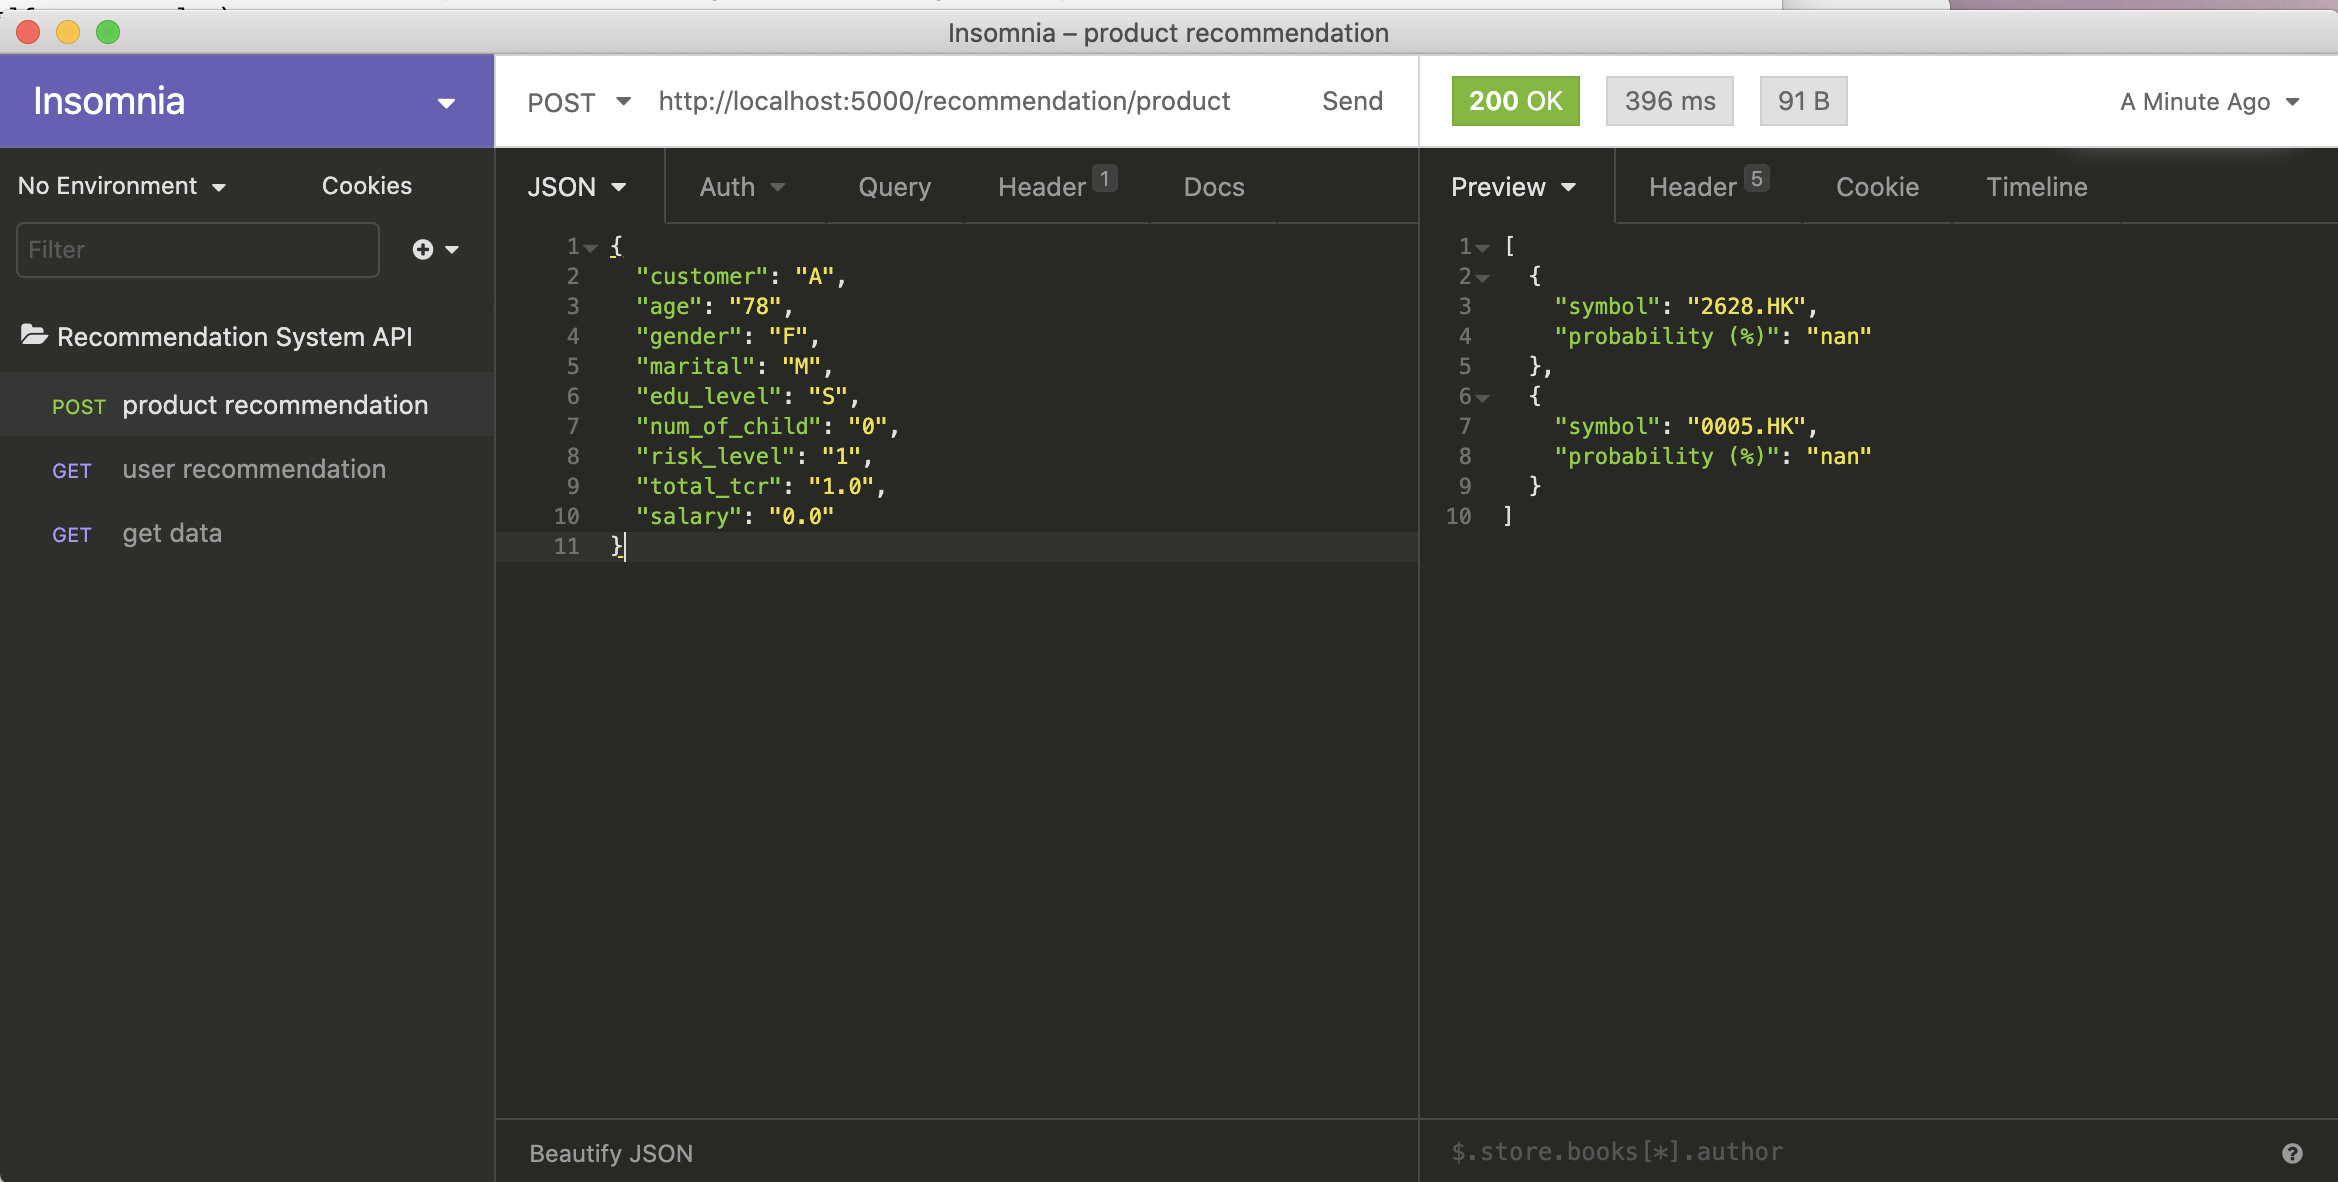 Insomnia – product recommendation
Insomnia
POST http://localhost:5000/recommendation/product Send
200 OK 396 ms 91 B A Minute Ago
No Environment Cookies
Filter
Recommendation System API
POST product recommendation
GET user recommendation
GET get data
JSON Auth Query Header 1 Docs
1 {
2 "customer": "A",
3 "age": "78",
4 "gender": "F",
5 "marital": "M",
6 "edu_level": "S",
7 "num_of_child": "0",
8 "risk_level": "1",
9 "total_tcr": "1.0",
10 "salary": "0.0"
11 }
Beautify JSON
Preview Header 5 Cookie Timeline
1 [
2 {
3 "symbol": "2628.HK",
4 "probability (%)": "nan"
5 },
6 {
7 "symbol": "0005.HK",
8 "probability (%)": "nan"
9 }
10 ]
$.store.books[*].author